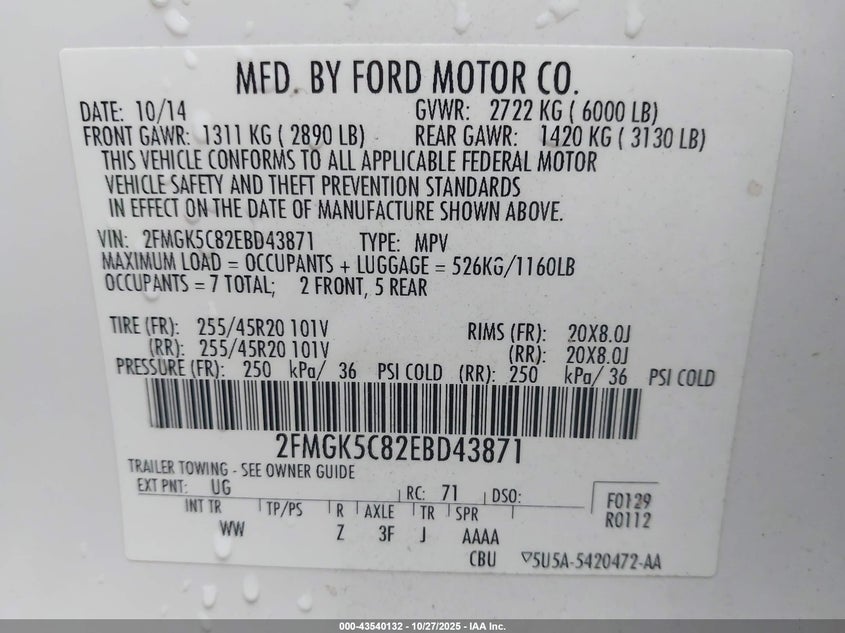 MFD. BY FORD MOTOR CO.
DATE: 10/14 GVWR: 2722 KG ( 6000 LB)
FRONT GAWR: 1311 KG ( 2890 LB) REAR GAWR: 1420 KG ( 3130 LB)
THIS VEHICLE CONFORMS TO ALL APPLICABLE FEDERAL MOTOR
VEHICLE SAFETY AND THEFT PREVENTION STANDARDS
IN EFFECT ON THE DATE OF MANUFACTURE SHOWN ABOVE.
VIN: 2FMGK5C82EBD43871 TYPE: MPV
MAXIMUM LOAD = OCCUPANTS + LUGGAGE = 526KG/1160LB
OCCUPANTS = 7 TOTAL; 2 FRONT, 5 REAR
TIRE (FR): 255/45R20 101V RIMS (FR): 20X8.0J
(RR): 255/45R20 101V (RR): 20X8.0J
PRESSURE (FR): 250 kPa/ 36 PSI COLD (RR): 250 kPa/ 36 PSI COLD
2FMGK5C82EBD43871
TRAILER TOWING - SEE OWNER GUIDE
EXT PNT: UG RC: 71 DSO: F0129
INT TR TP/PS R AXLE TR SPR R0112
WW Z 3F J AAAA
CBU ▽5U5A-5420472-AA
000-43540132 - 10/27/2025 - IAA Inc.